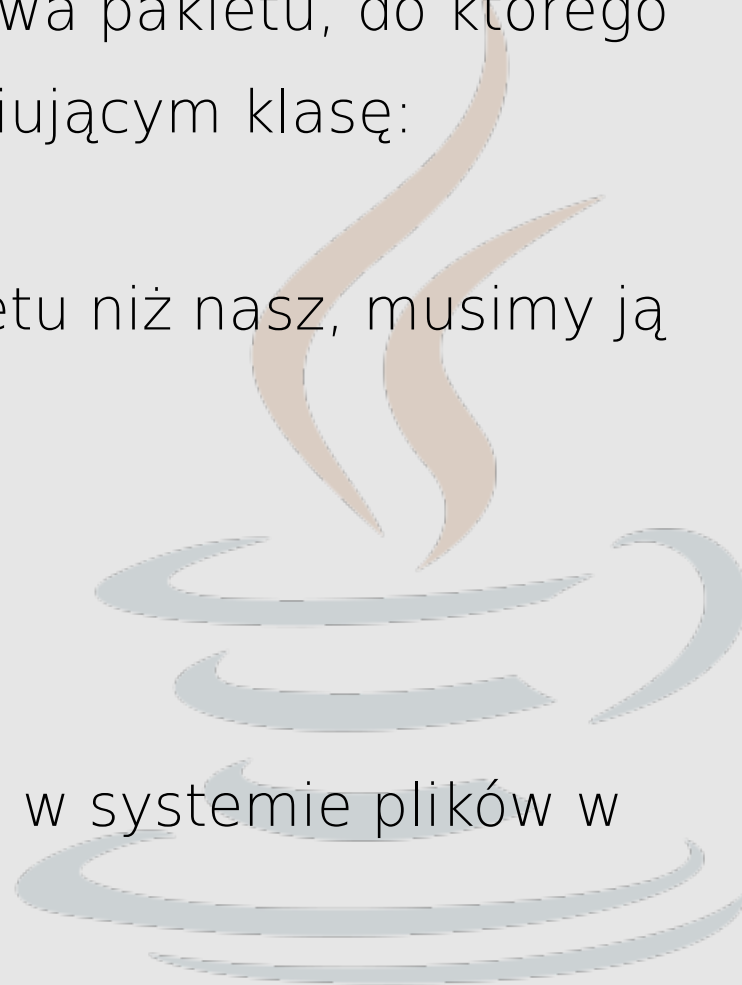 wa pakietu, do którego
iującym klasę:
etu niż nasz, musimy ją
w systemie plików w